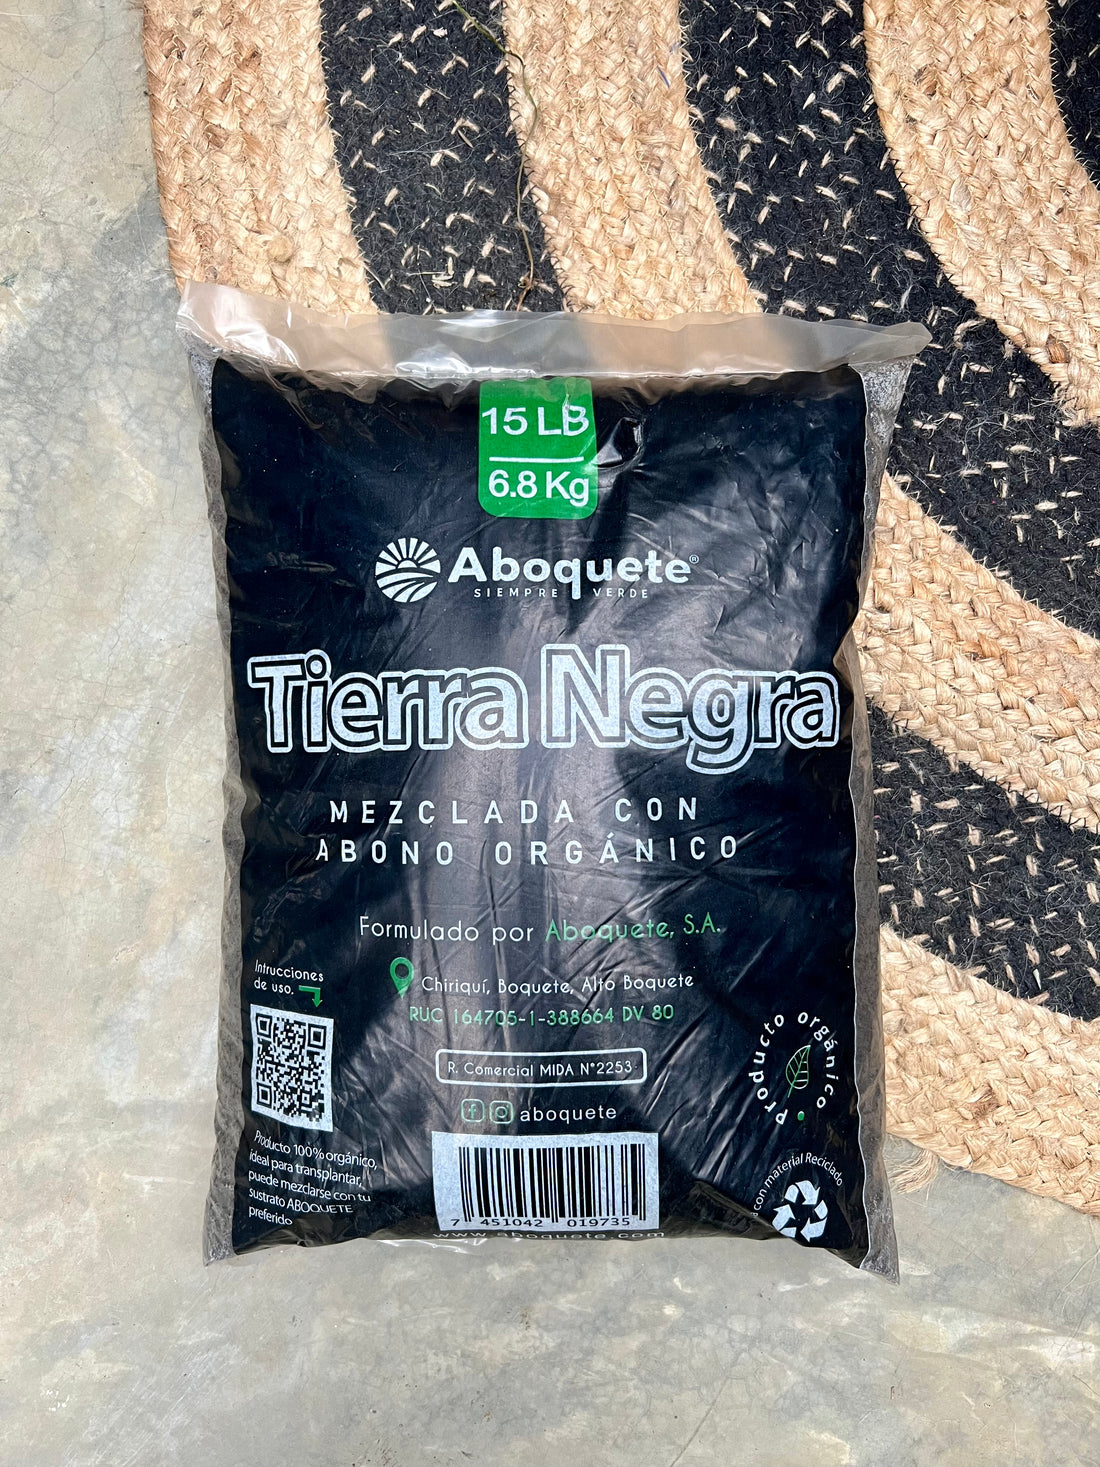 15 LB
6.8 Kg
Aboquete®
SIEMPRE VERDE
Tierra Negra
MEZCLADA CON
ABONO ORGÁNICO
Formulado por Aboquete, S.A.
Chiriquí, Boquete, Alto Boquete
RUC 164705-1-388664 DV 80
R. Comercial MIDA N°2253
aboquete
Intrucciones
de uso.
Producto 100% orgánico,
ideal para transplantar,
puede mezclarse con tu
sustrato ABOQUETE
preferido
Producto orgánico
con material Reciclado
7 451042 019735
www.aboquete.com